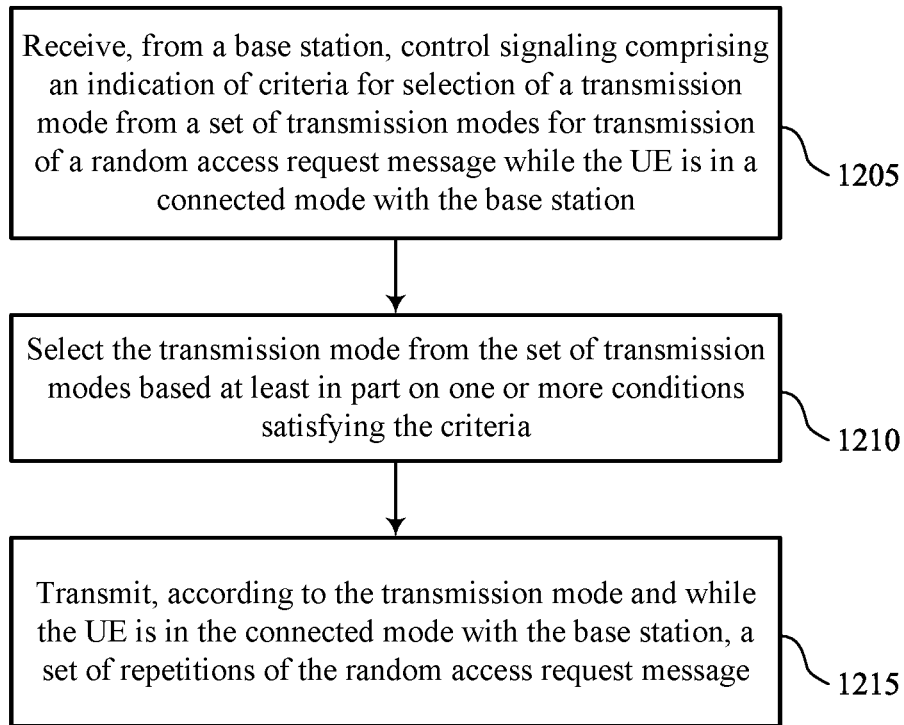 Receive, from a base station, control signaling comprising
an indication of criteria for selection of a transmission
mode from a set of transmission modes for transmission
of a random access request message while the UE is in a
connected mode with the base station
1205
Select the transmission mode from the set of transmission
modes based at least in part on one or more conditions
satisfying the criteria
1210
Transmit, according to the transmission mode and while
the UE is in the connected mode with the base station, a
set of repetitions of the random access request message
1215